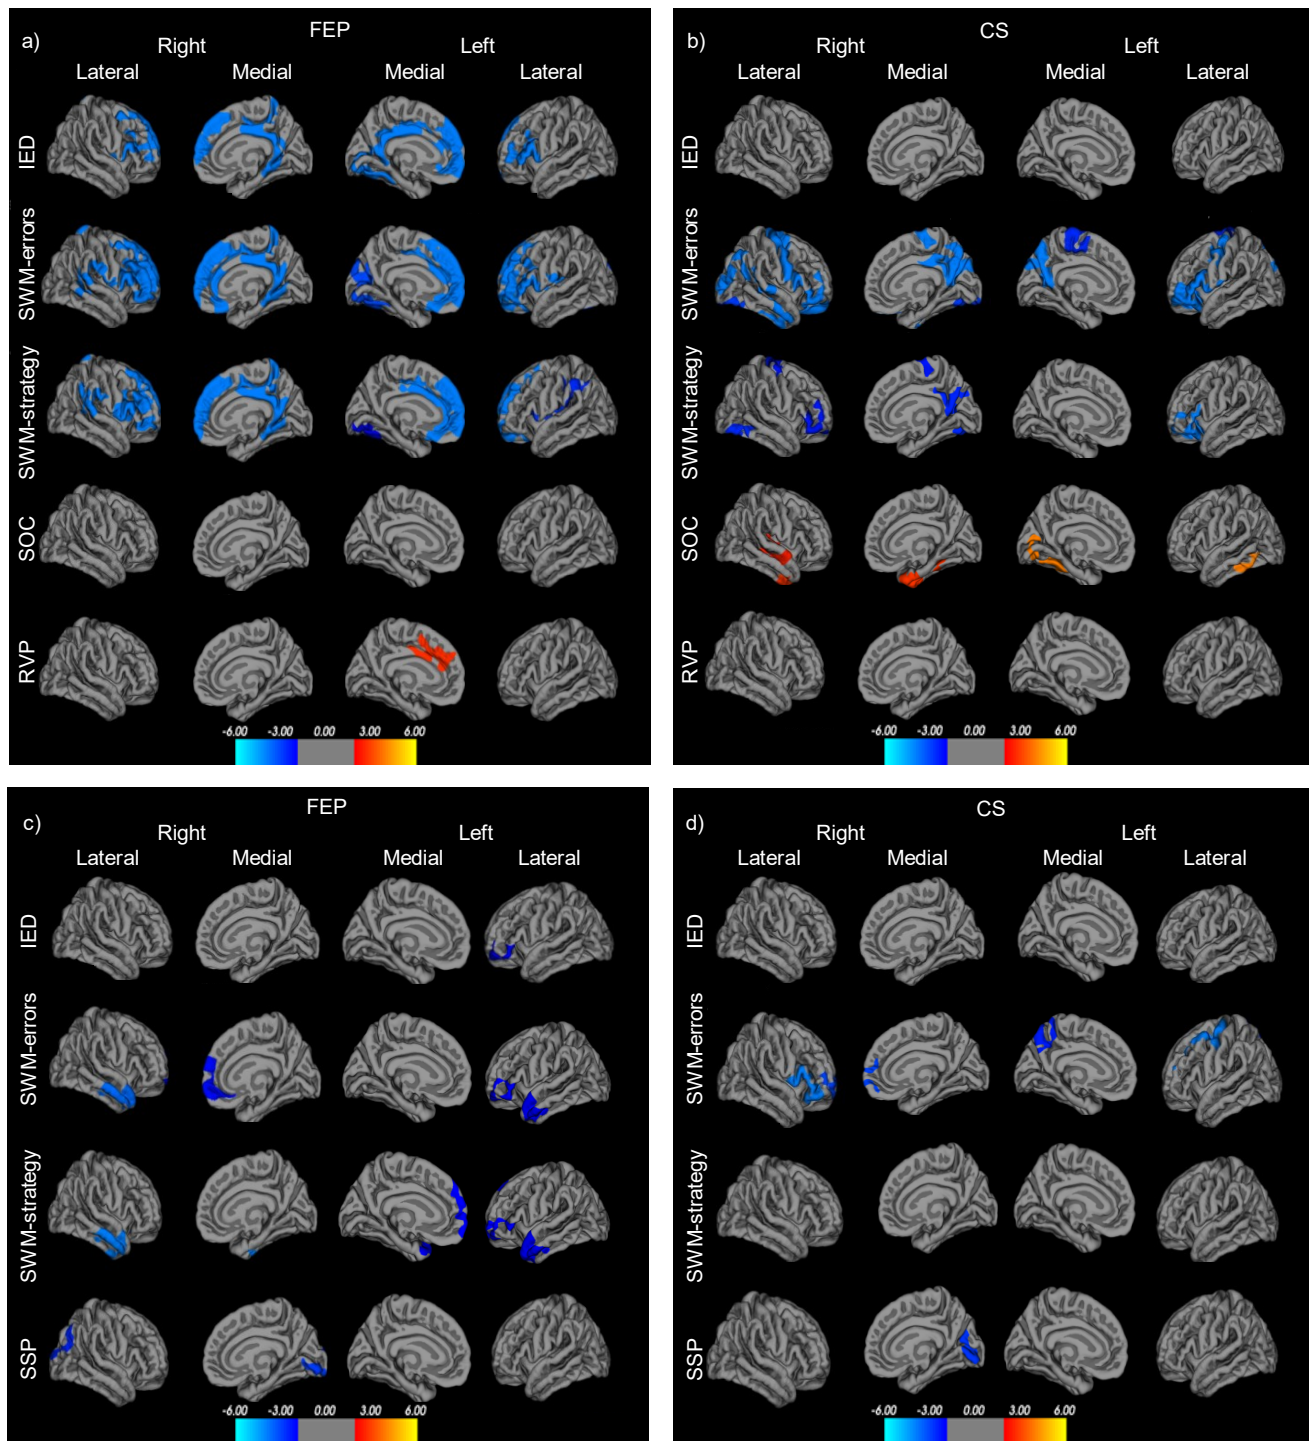 a)
FEP
Right Left
Lateral Medial Medial Lateral
IED
SWM-errors
SWM-strategy
SOC
RVP
-6.00 -3.00 0.00 3.00 6.00
b)
CS
Right Left
Lateral Medial Medial Lateral
IED
SWM-errors
SWM-strategy
SOC
RVP
-6.00 -3.00 0.00 3.00 6.00
c)
FEP
Right Left
Lateral Medial Medial Lateral
IED
SWM-errors
SWM-strategy
SSP
-6.00 -3.00 0.00 3.00 6.00
d)
CS
Right Left
Lateral Medial Medial Lateral
IED
SWM-errors
SWM-strategy
SSP
-6.00 -3.00 0.00 3.00 6.00